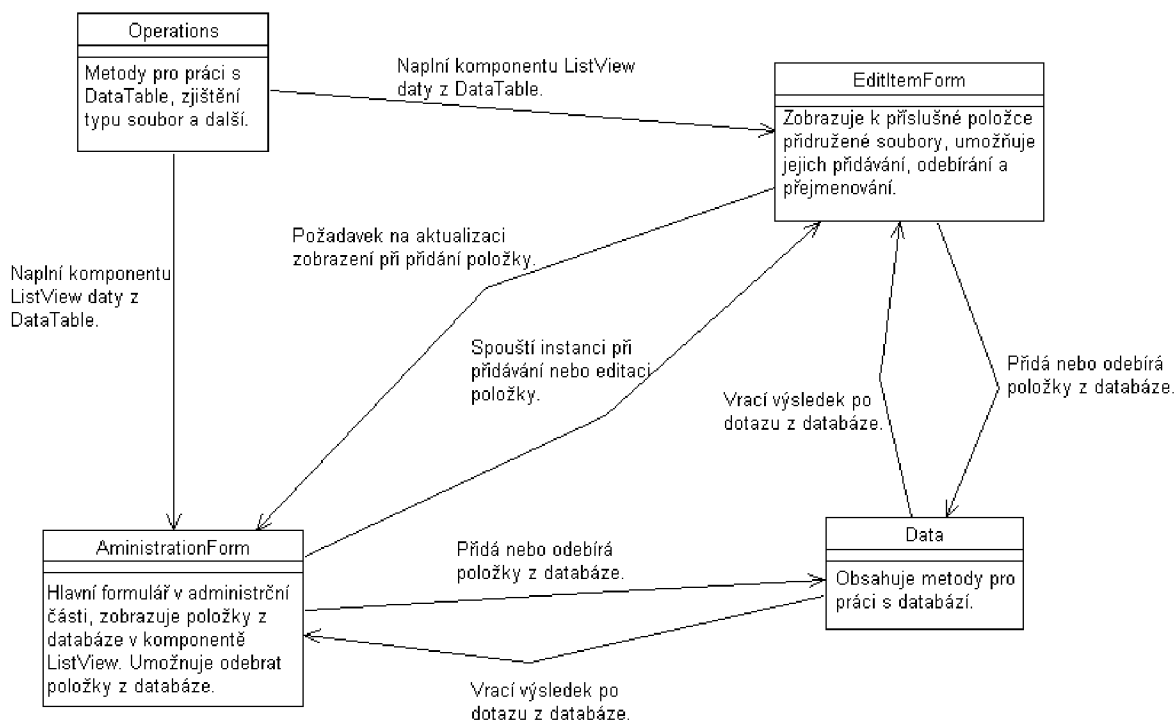 Operations
Metody pro práci s
DataTable, zjištění
typu soubor a další.
Naplní komponentu ListView
daty z DataTable.
EditItemForm
Zobrazuje k příslušné položce
přidružené soubory, umožňuje
jejich přidávání, odebírání a
přejmenování.
Požadavek na aktualizaci
zobrazení při přidání položky.
Naplní komponentu
ListView daty z
DataTable.
Spouští instanci při
přidávání nebo editaci
položky.
Přidá nebo odebírá
položky z databáze.
Vrací výsledek po
dotazu z databáze.
AministrationForm
Hlavní formulář v administrční
části, zobrazuje položky z
databáze v komponentě
ListView. Umožnuje odebrat
položky z databáze.
Přidá nebo odebírá
položky z databáze.
Data
Obsahuje metody pro
práci s databází.
Vrací výsledek po
dotazu z databáze.